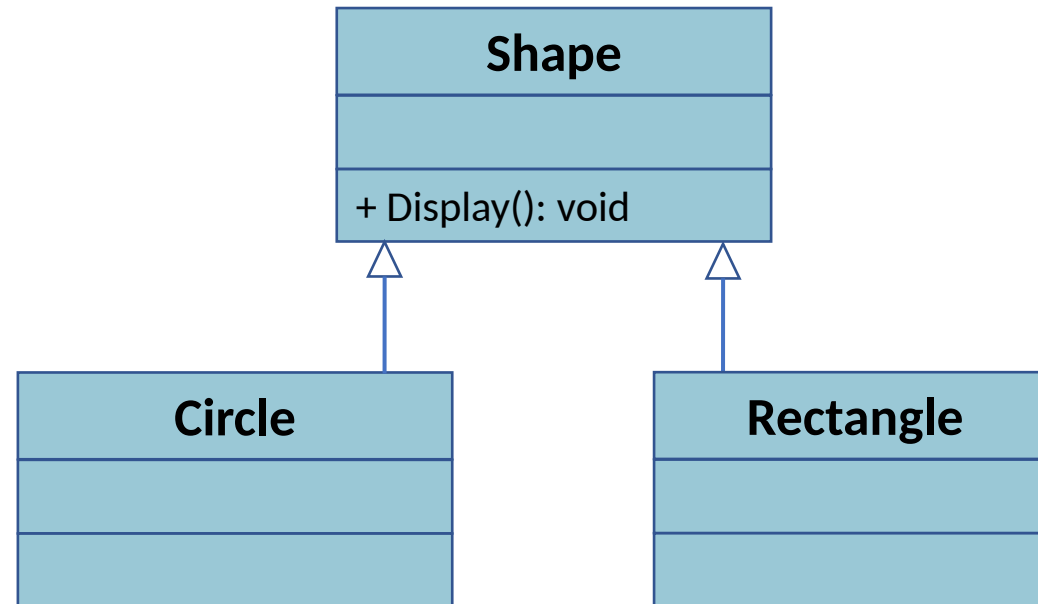 Shape
+ Display(): void
Circle
Rectangle